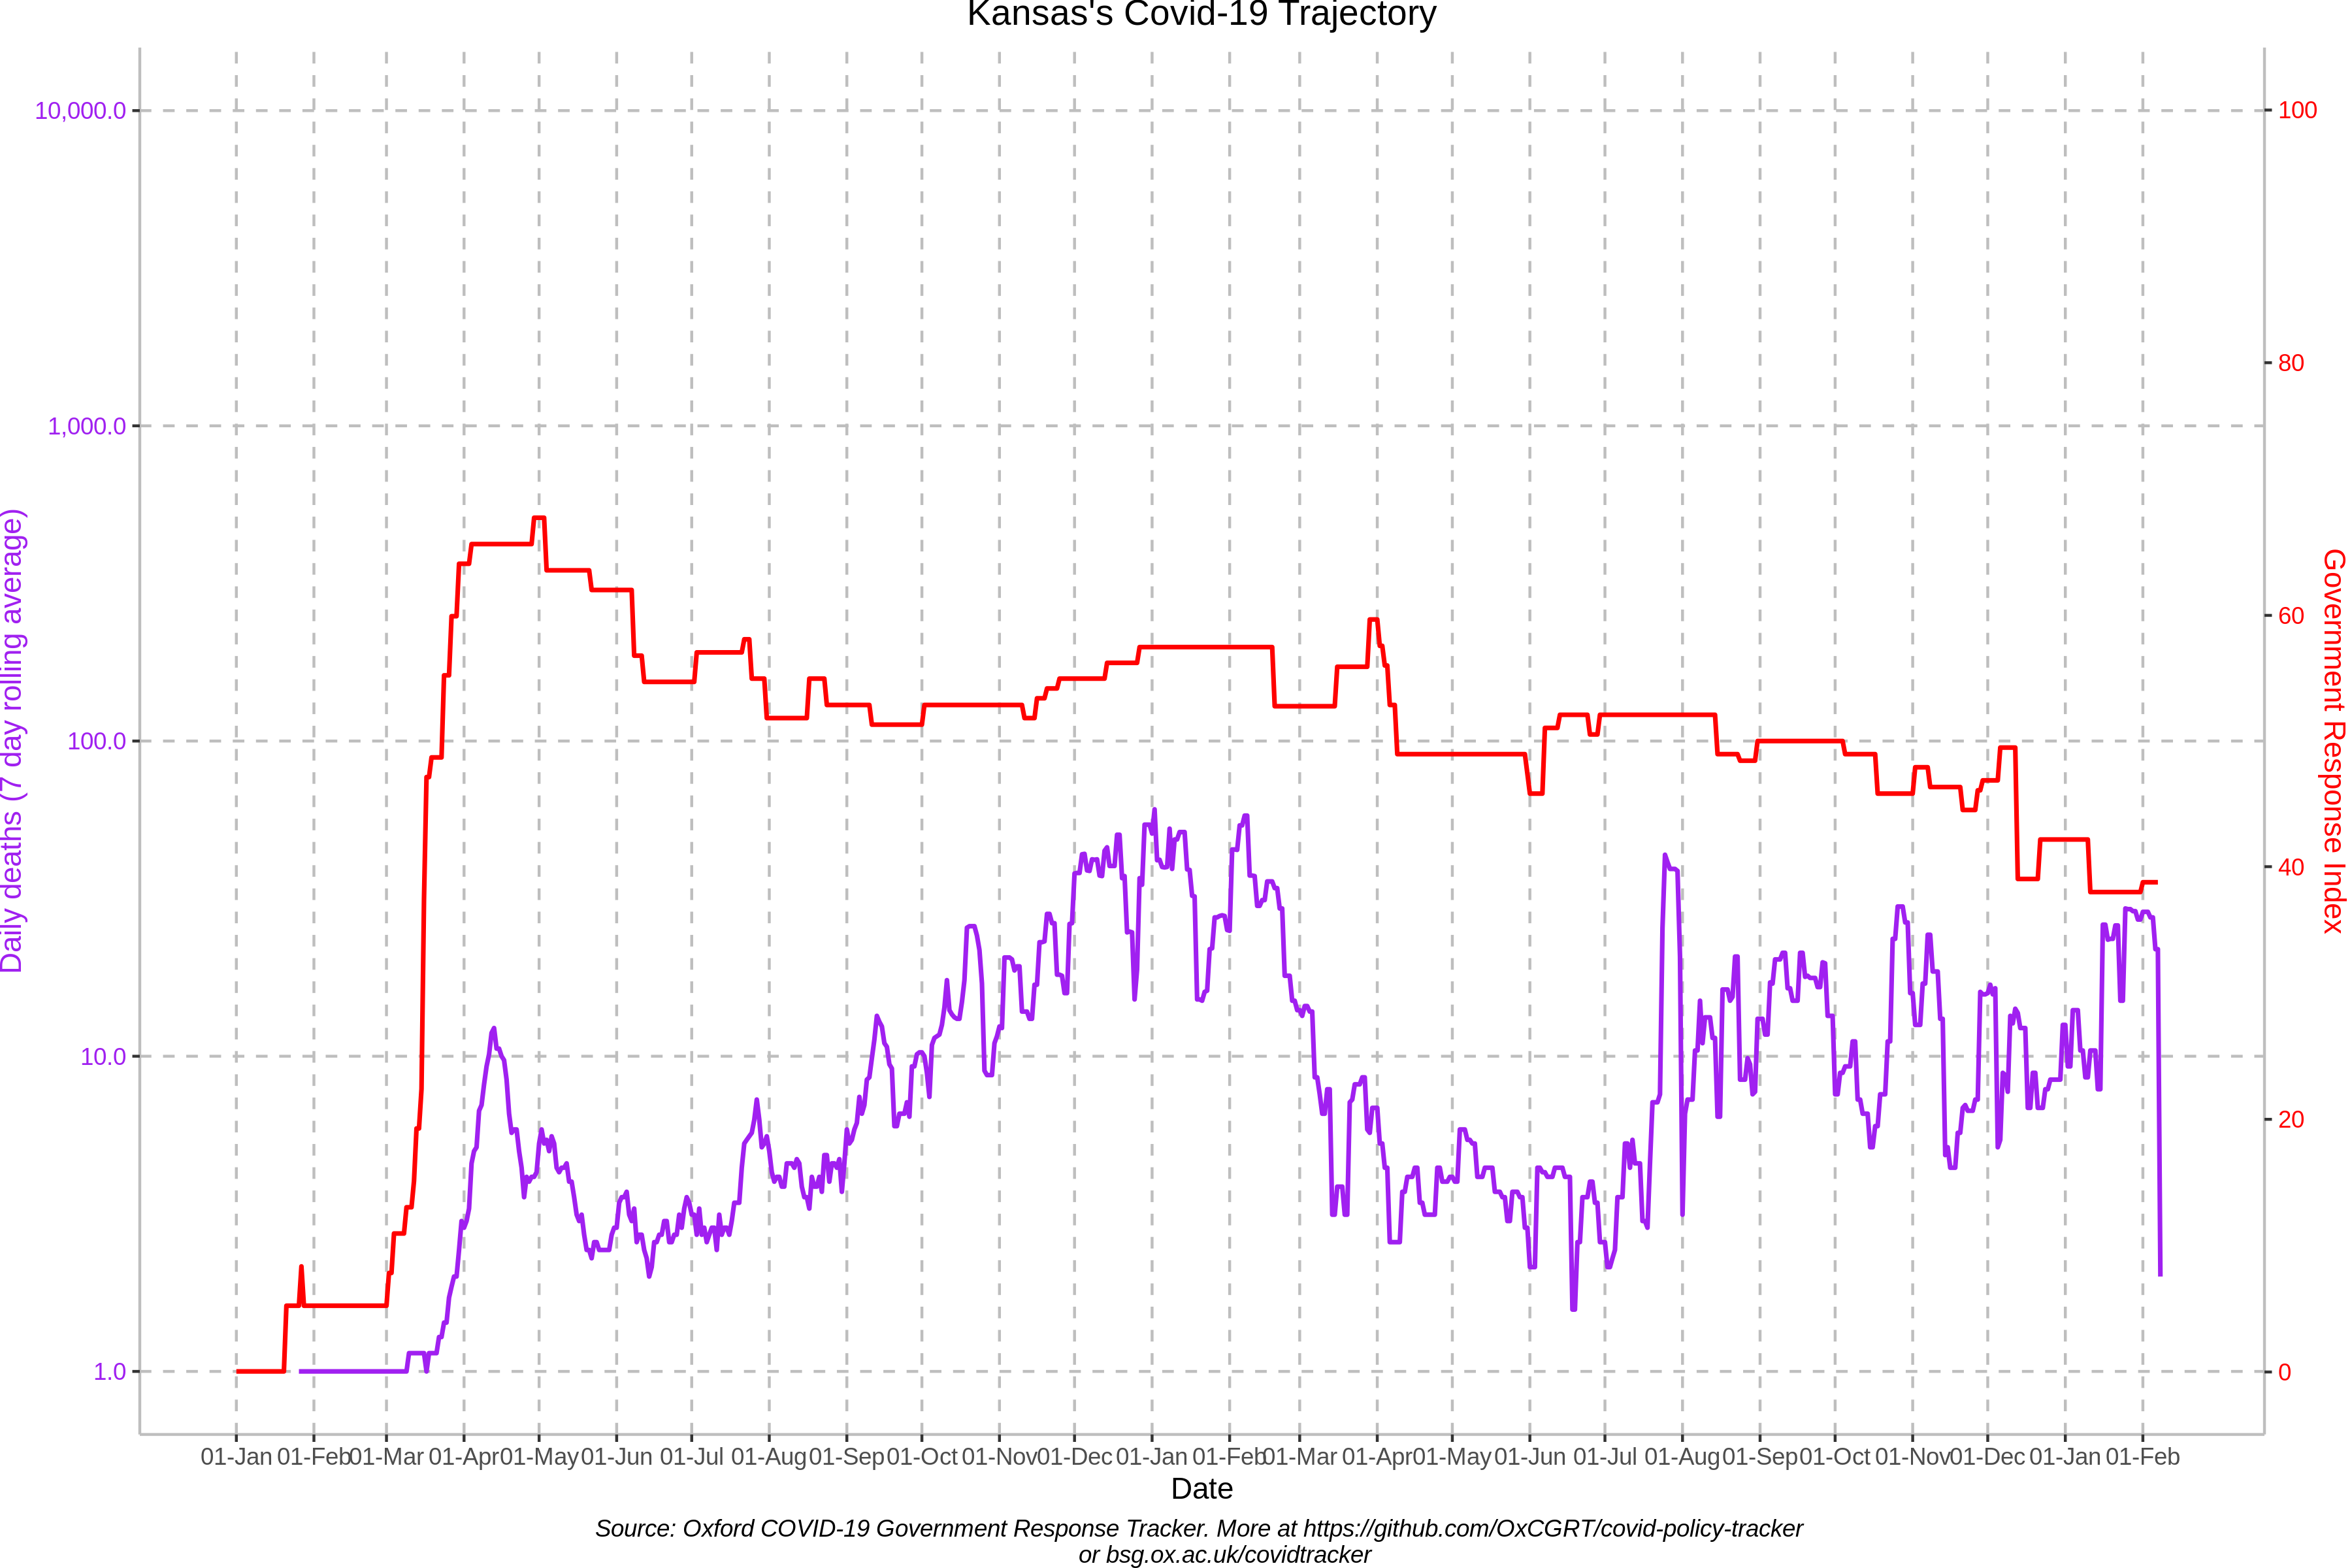 Kansas's Covid-19 Trajectory
10,000.0
1,000.0
100.0
10.0
1.0
Daily deaths (7 day rolling average)
100
80
60
40
20
0
Government Response Index
01-Jan 01-Feb 01-Mar 01-Apr 01-May 01-Jun 01-Jul 01-Aug 01-Sep 01-Oct 01-Nov 01-Dec 01-Jan 01-Feb 01-Mar 01-Apr 01-May 01-Jun 01-Jul 01-Aug 01-Sep 01-Oct 01-Nov 01-Dec 01-Jan 01-Feb
Date
Source: Oxford COVID-19 Government Response Tracker. More at https://github.com/OxCGRT/covid-policy-tracker
or bsg.ox.ac.uk/covidtracker